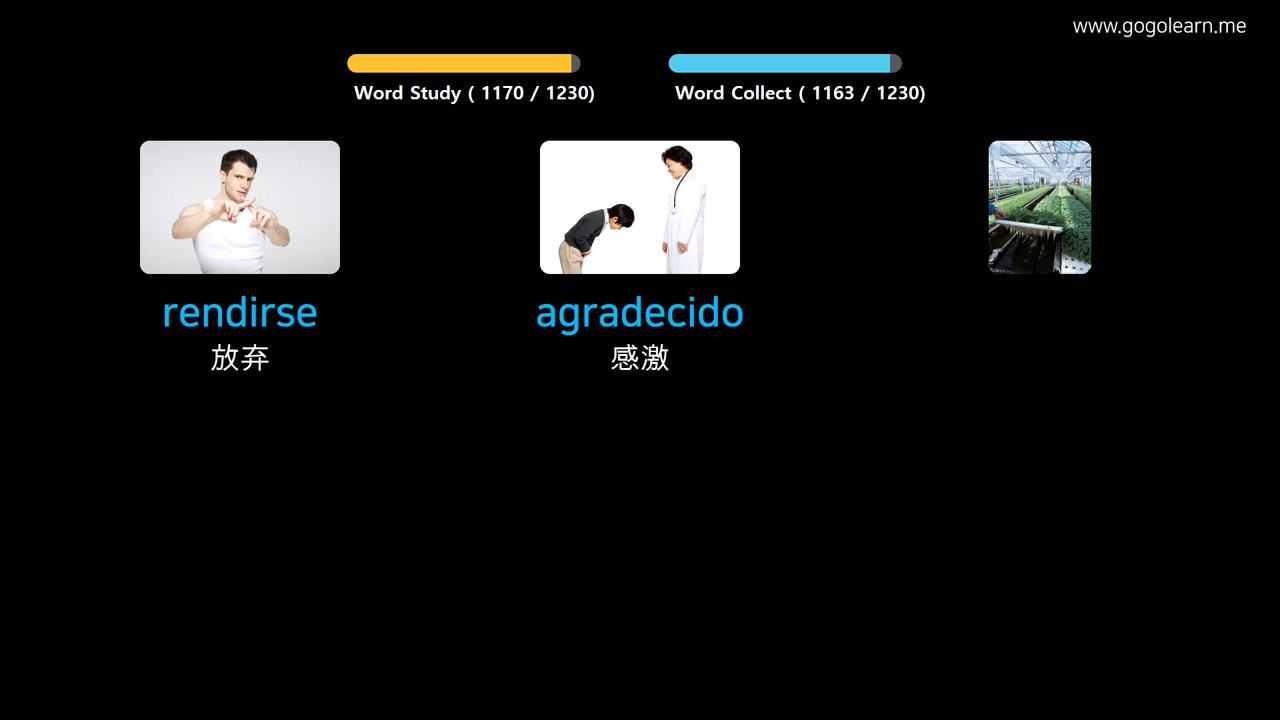 www.gogolearn.me
Word Study ( 1170 / 1230)
Word Collect ( 1163 / 1230)
rendirse
放弃
agradecido
感激